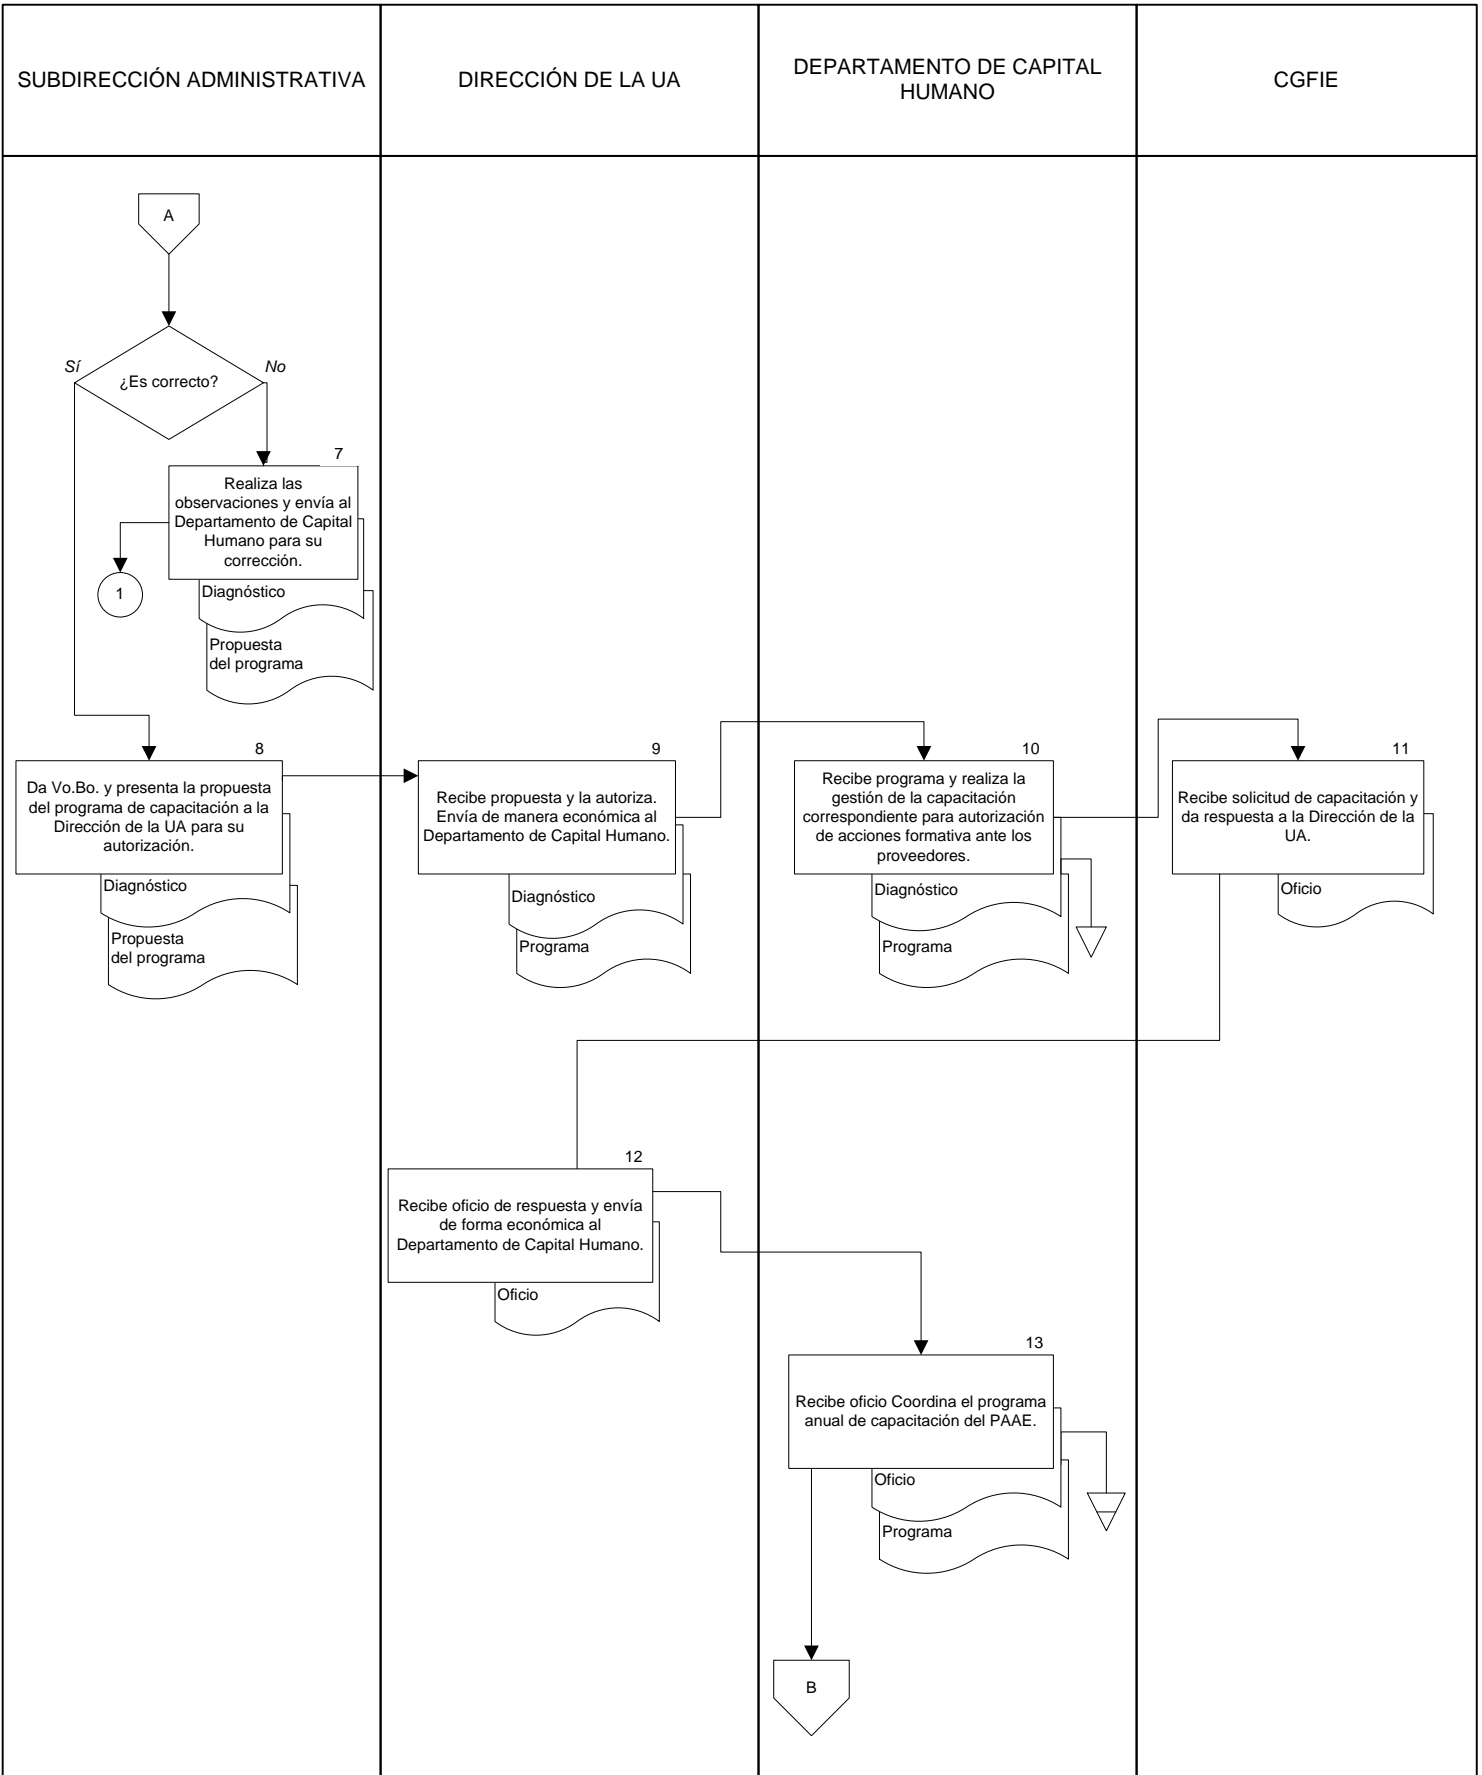 SUBDIRECCIÓN ADMINISTRATIVA
DIRECCIÓN DE LA UA
DEPARTAMENTO DE CAPITAL
HUMANO
CGFIE
A
Sí
¿Es correcto?
No
7
Realiza las
observaciones y envía al
Departamento de Capital
Humano para su
corrección.
1
Diagnóstico
Propuesta
del programa
8
Da Vo.Bo. y presenta la propuesta
del programa de capacitación a la
Dirección de la UA para su
autorización.
Diagnóstico
Propuesta
del programa
9
Recibe propuesta y la autoriza.
Envía de manera económica al
Departamento de Capital Humano.
Diagnóstico
Programa
10
Recibe programa y realiza la
gestión de la capacitación
correspondiente para autorización
de acciones formativa ante los
proveedores.
Diagnóstico
Programa
11
Recibe solicitud de capacitación y
da respuesta a la Dirección de la
UA.
Oficio
12
Recibe oficio de respuesta y envía
de forma económica al
Departamento de Capital Humano.
Oficio
13
Recibe oficio Coordina el programa
anual de capacitación del PAAE.
Oficio
Programa
B